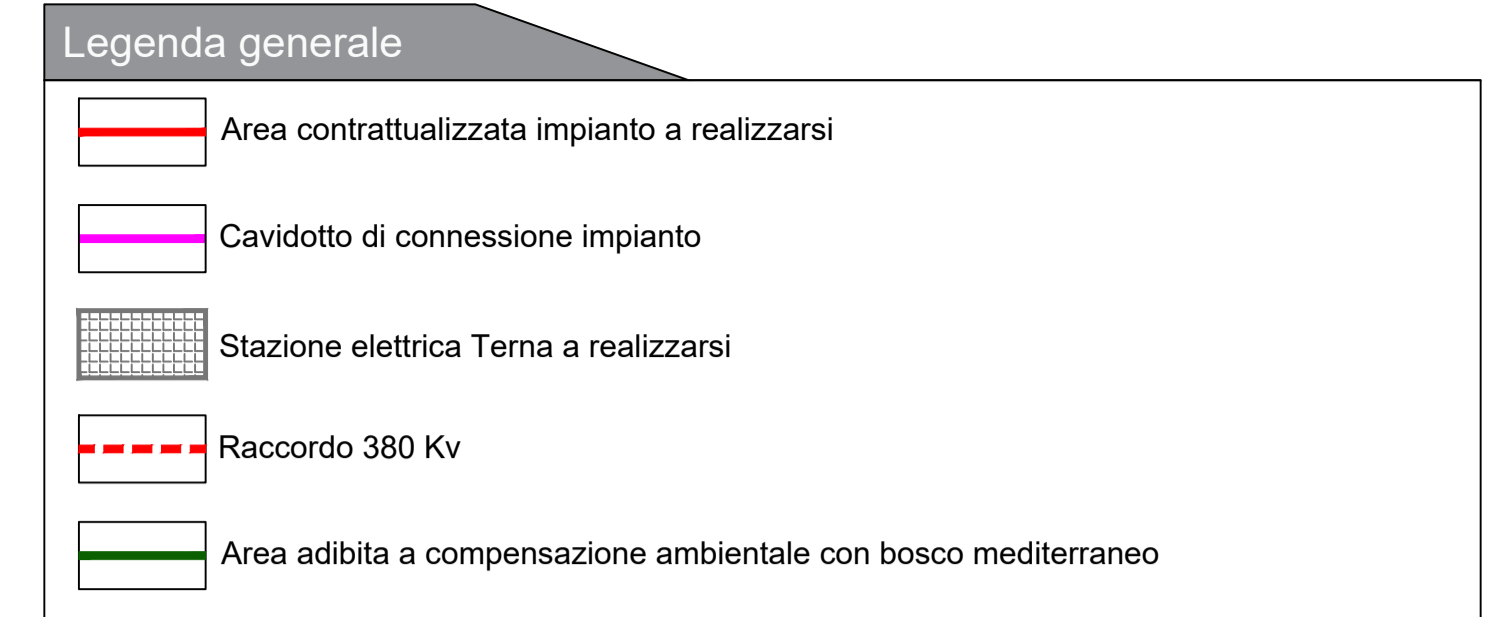 Legenda generale
Area contrattualizzata impianto a realizzarsi
Cavidotto di connessione impianto
Stazione elettrica Terna a realizzarsi
Raccordo 380 Kv
Area adibita a compensazione ambientale con bosco mediterraneo